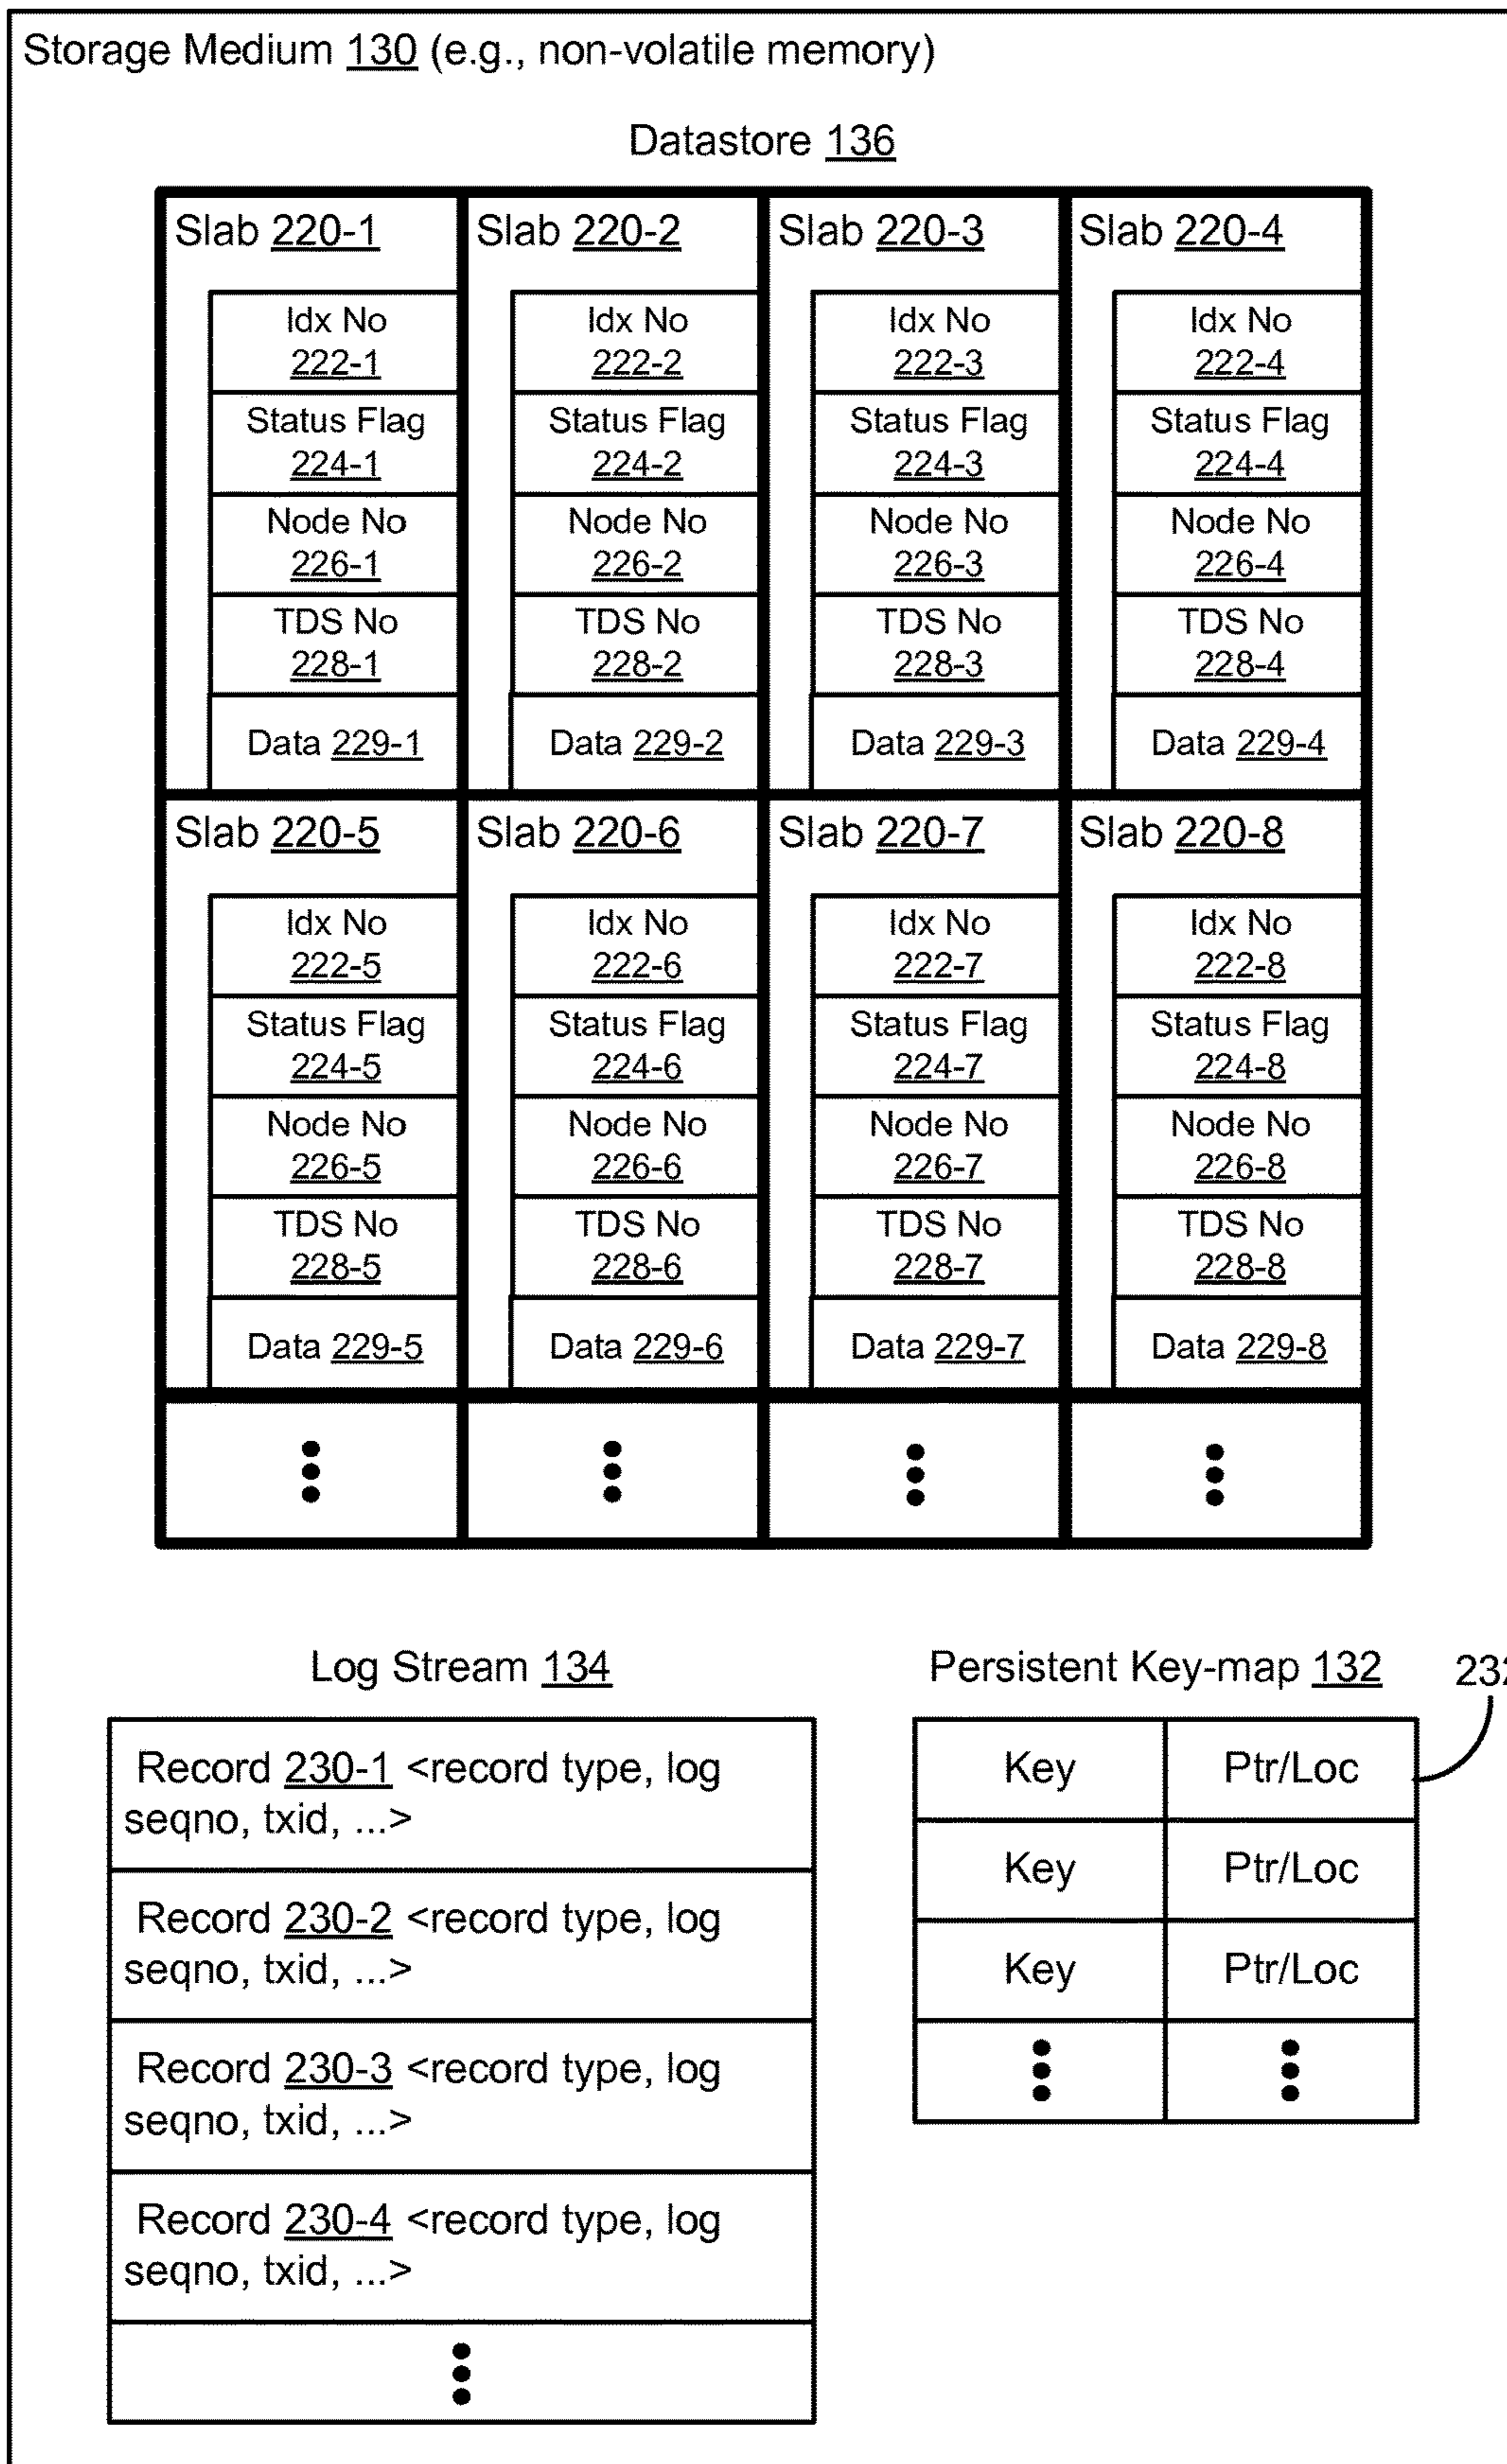 Storage Medium 130 (e.g., non-volatile memory)
Datastore 136
Slab 220-1 Slab 220-2 Slab 220-3 Slab 220-4
Idx No Idx No Idx No Idx No
222-1 222-2 222-3 222-4
Status Flag Status Flag Status Flag Status Flag
224-1 224-2 224-3 224-4
Node No Node No Node No Node No
226-1 226-2 226-3 226-4
TDS No TDS No TDS No TDS No
228-1 228-2 228-3 228-4
Data 229-1 Data 229-2 Data 229-3 Data 229-4
Slab 220-5 Slab 220-6 Slab 220-7 Slab 220-8
Idx No Idx No Idx No Idx No
222-5 222-6 222-7 222-8
Status Flag Status Flag Status Flag Status Flag
224-5 224-6 224-7 224-8
Node No Node No Node No Node No
226-5 226-6 226-7 226-8
TDS No TDS No TDS No TDS No
228-5 228-6 228-7 228-8
Data 229-5 Data 229-6 Data 229-7 Data 229-8
Log Stream 134
Record 230-1 <record type, log
seqno, txid, ...>
Record 230-2 <record type, log
seqno, txid, ...>
Record 230-3 <record type, log
seqno, txid, ...>
Record 230-4 <record type, log
seqno, txid, ...>
Persistent Key-map 132
232
Key Ptr/Loc
Key Ptr/Loc
Key Ptr/Loc